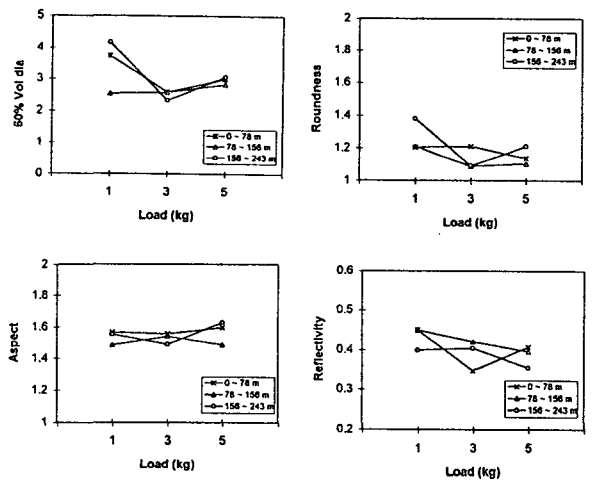 5
4
3
2
1
0
60% Vol dia
0 ~ 78 m
78 ~ 156 m
156 ~ 243 m
1 3 5
Load (kg)
2
1.8
1.6
1.4
1.2
1
Roundness
0 ~ 78 m
78 ~ 156 m
156 ~ 243 m
1 3 5
Load (kg)
2
1.8
1.6
1.4
1.2
1
Aspect
0 ~ 78 m
78 ~ 156 m
156 ~ 243 m
1 3 5
Load (kg)
0.6
0.5
0.4
0.3
0.2
Reflectivity
0 ~ 78 m
78 ~ 156 m
156 ~ 243 m
1 3 5
Load (kg)